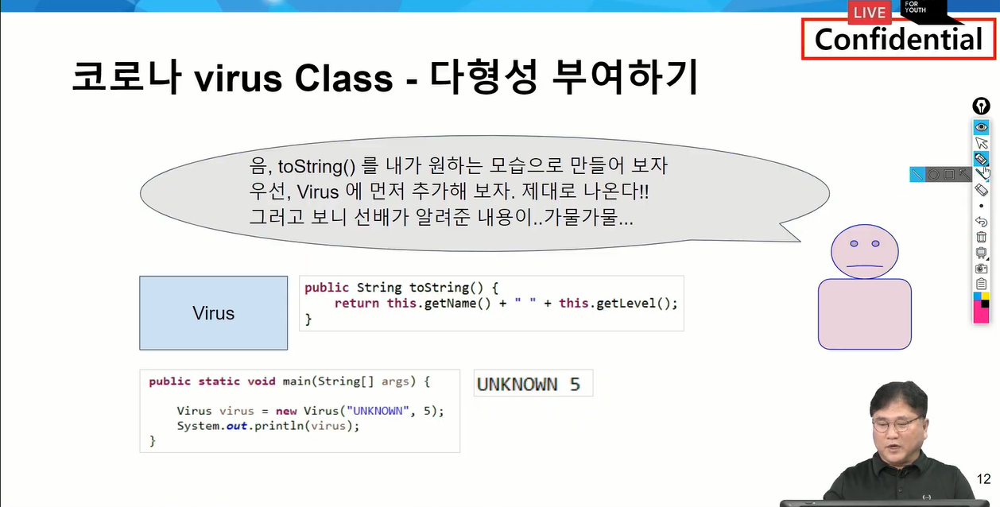 LIVE
FOR
YOUTH
Confidential
코로나 virus Class - 다형성 부여하기
음, toString() 를 내가 원하는 모습으로 만들어 보자
우선, Virus 에 먼저 추가해 보자. 제대로 나온다!!
그러고 보니 선배가 알려준 내용이..가물가물...
Virus
public String toString() {
return this.getName() + " " + this.getLevel();
}
public static void main(String[] args) {
Virus virus = new Virus("UNKNOWN", 5);
System.out.println(virus);
}
UNKNOWN 5
12